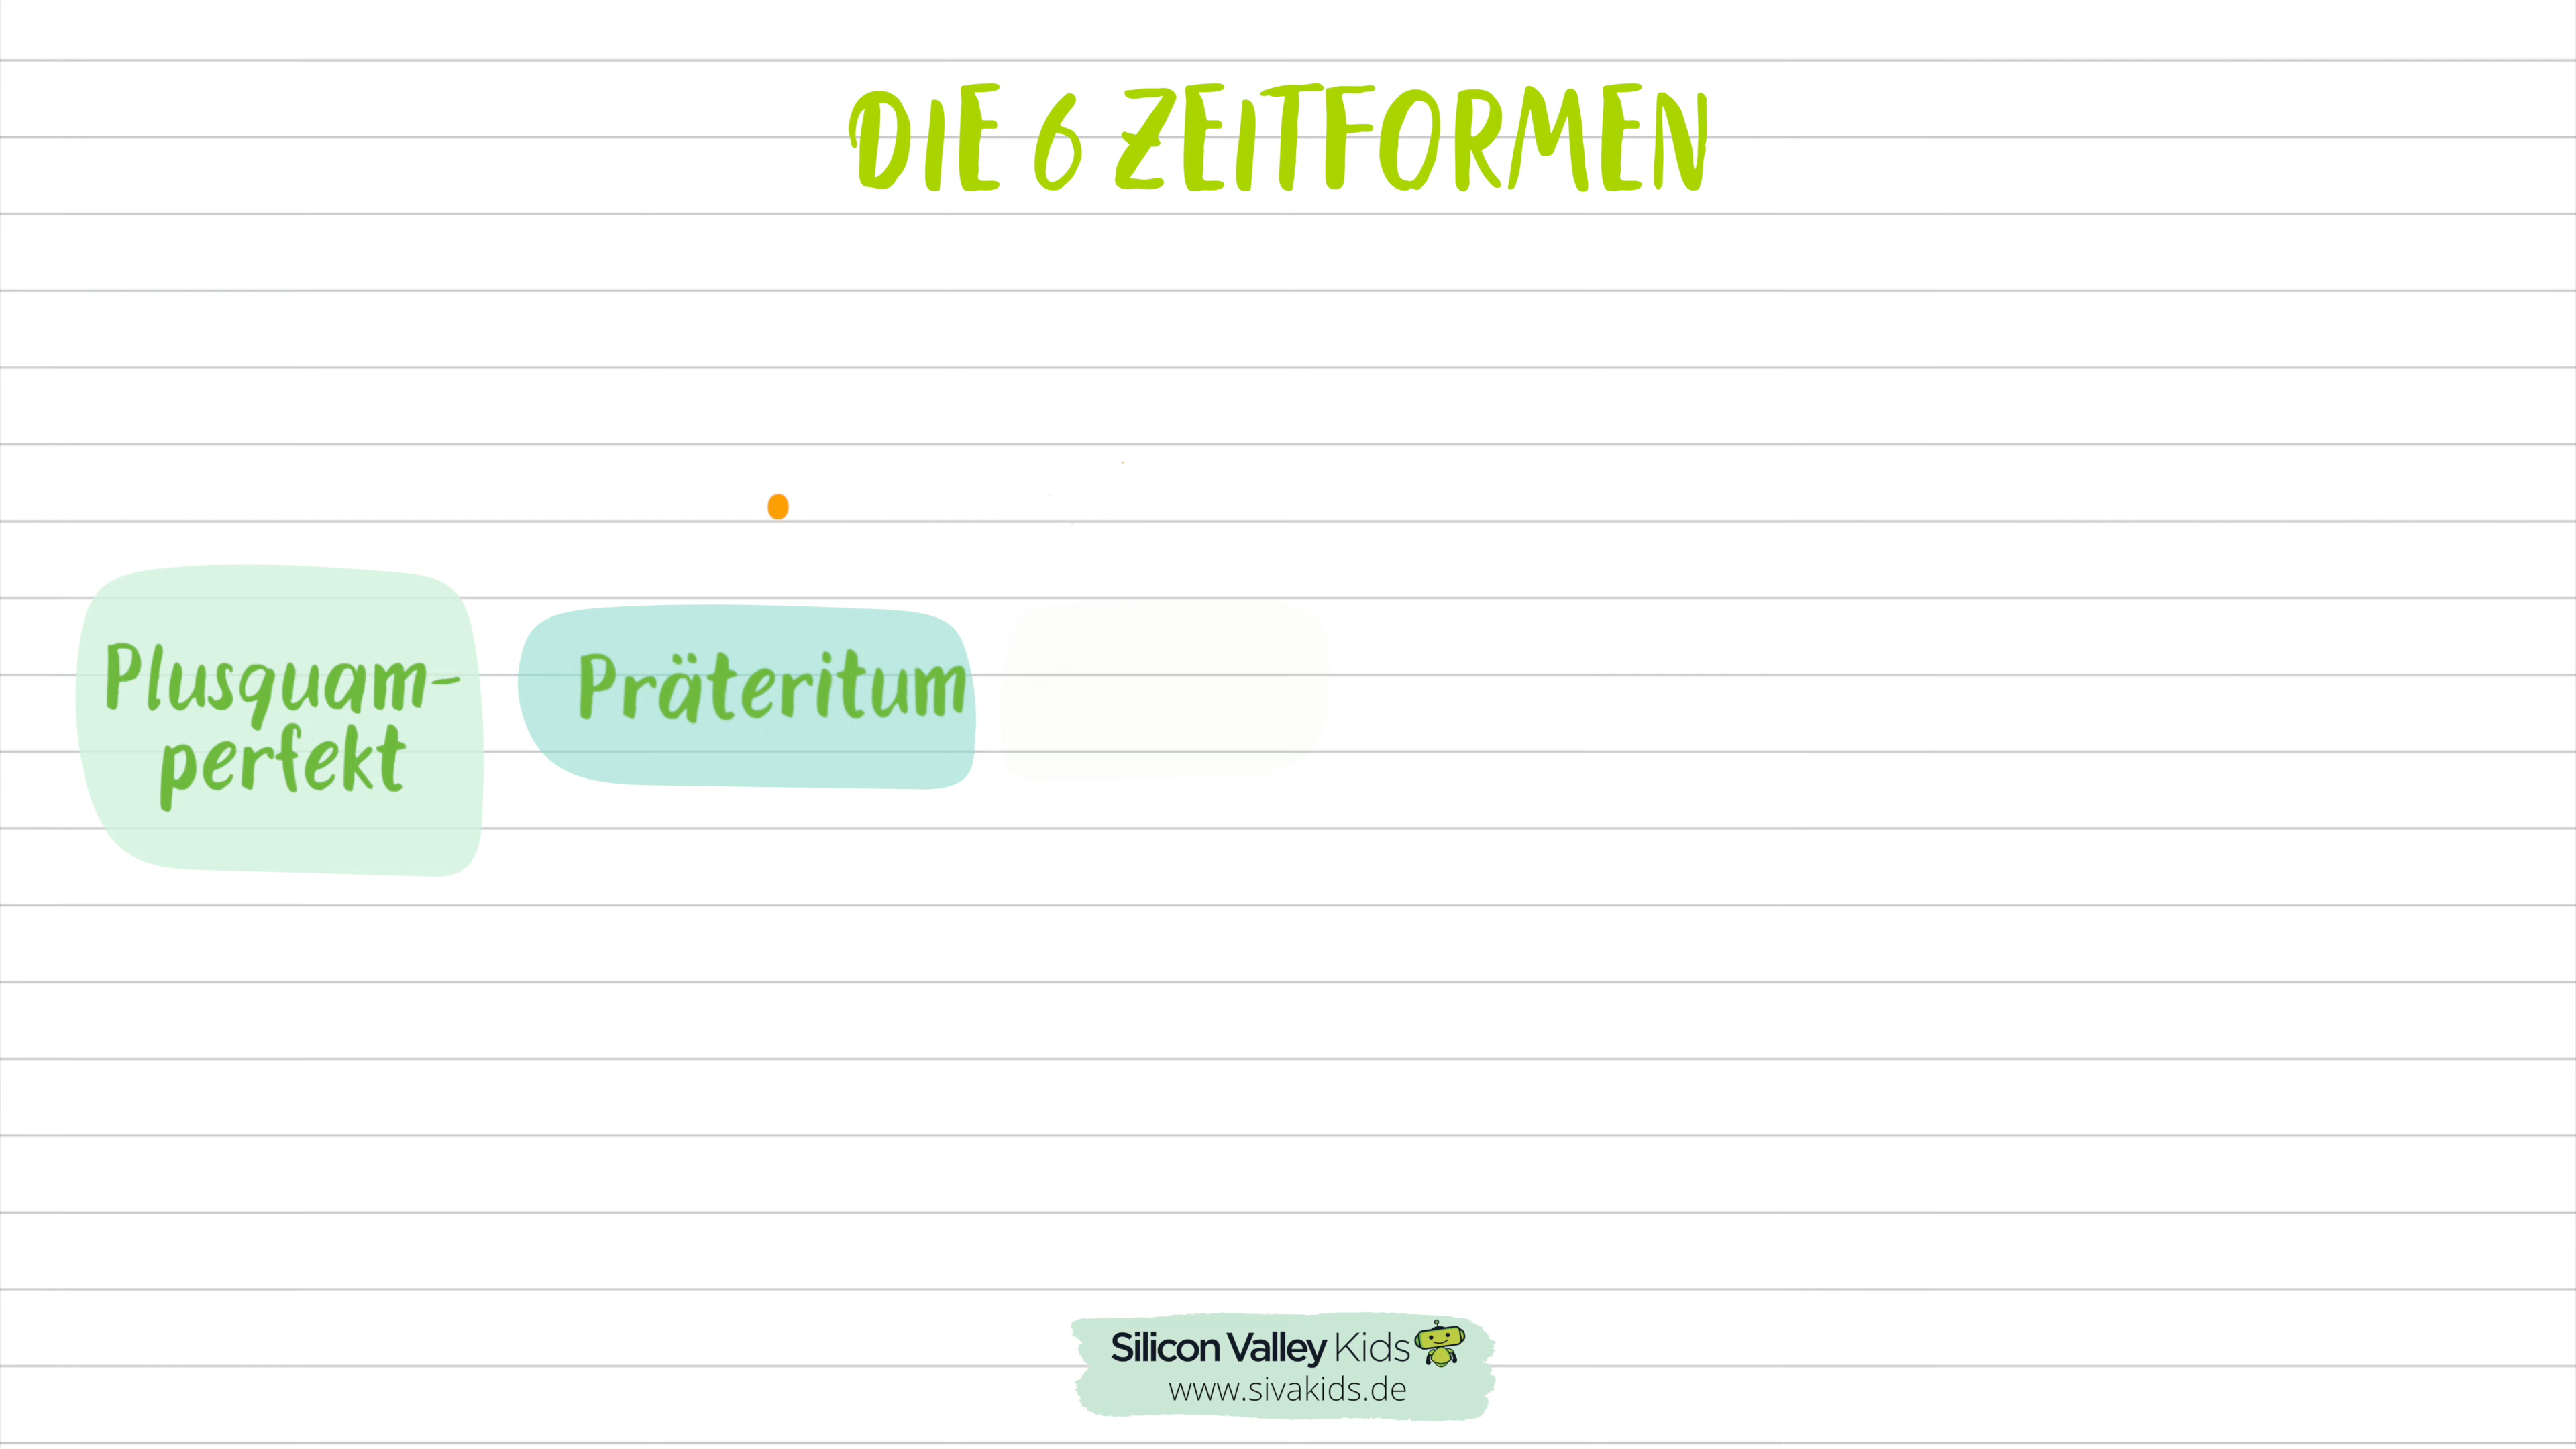 DIE 6 ZEITFORMEN
Plusquam-
perfekt
Präteritum
Silicon Valley Kids
www.sivakids.de